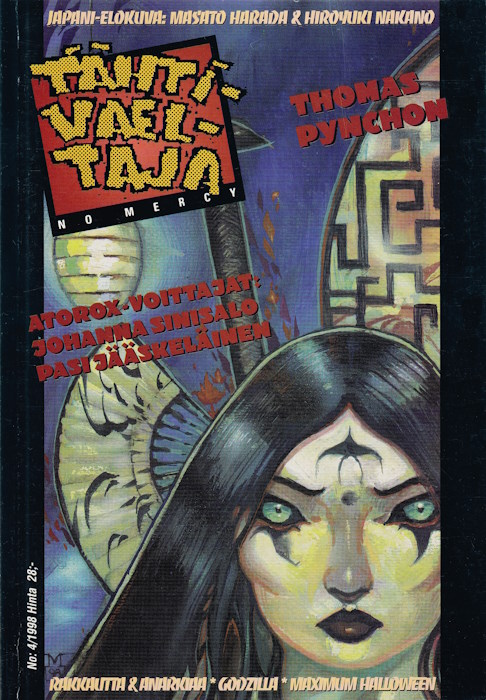 JAPANI-ELOKUVA: MASATO HARADA & HIROYUKI NAKANO
TÄHTI-
VAEL-
TAJA
NO MERCY
THOMAS
PYNCHON
ATOROX-VOITTAJAT:
JOHANNA SINISALO
PASI JÄÄSKELÄINEN
No: 4/1998 Hinta 28;-
RAKKAUTTA & ANARKIAA * GODZILLA * MAXIMUM HALLOWEEN